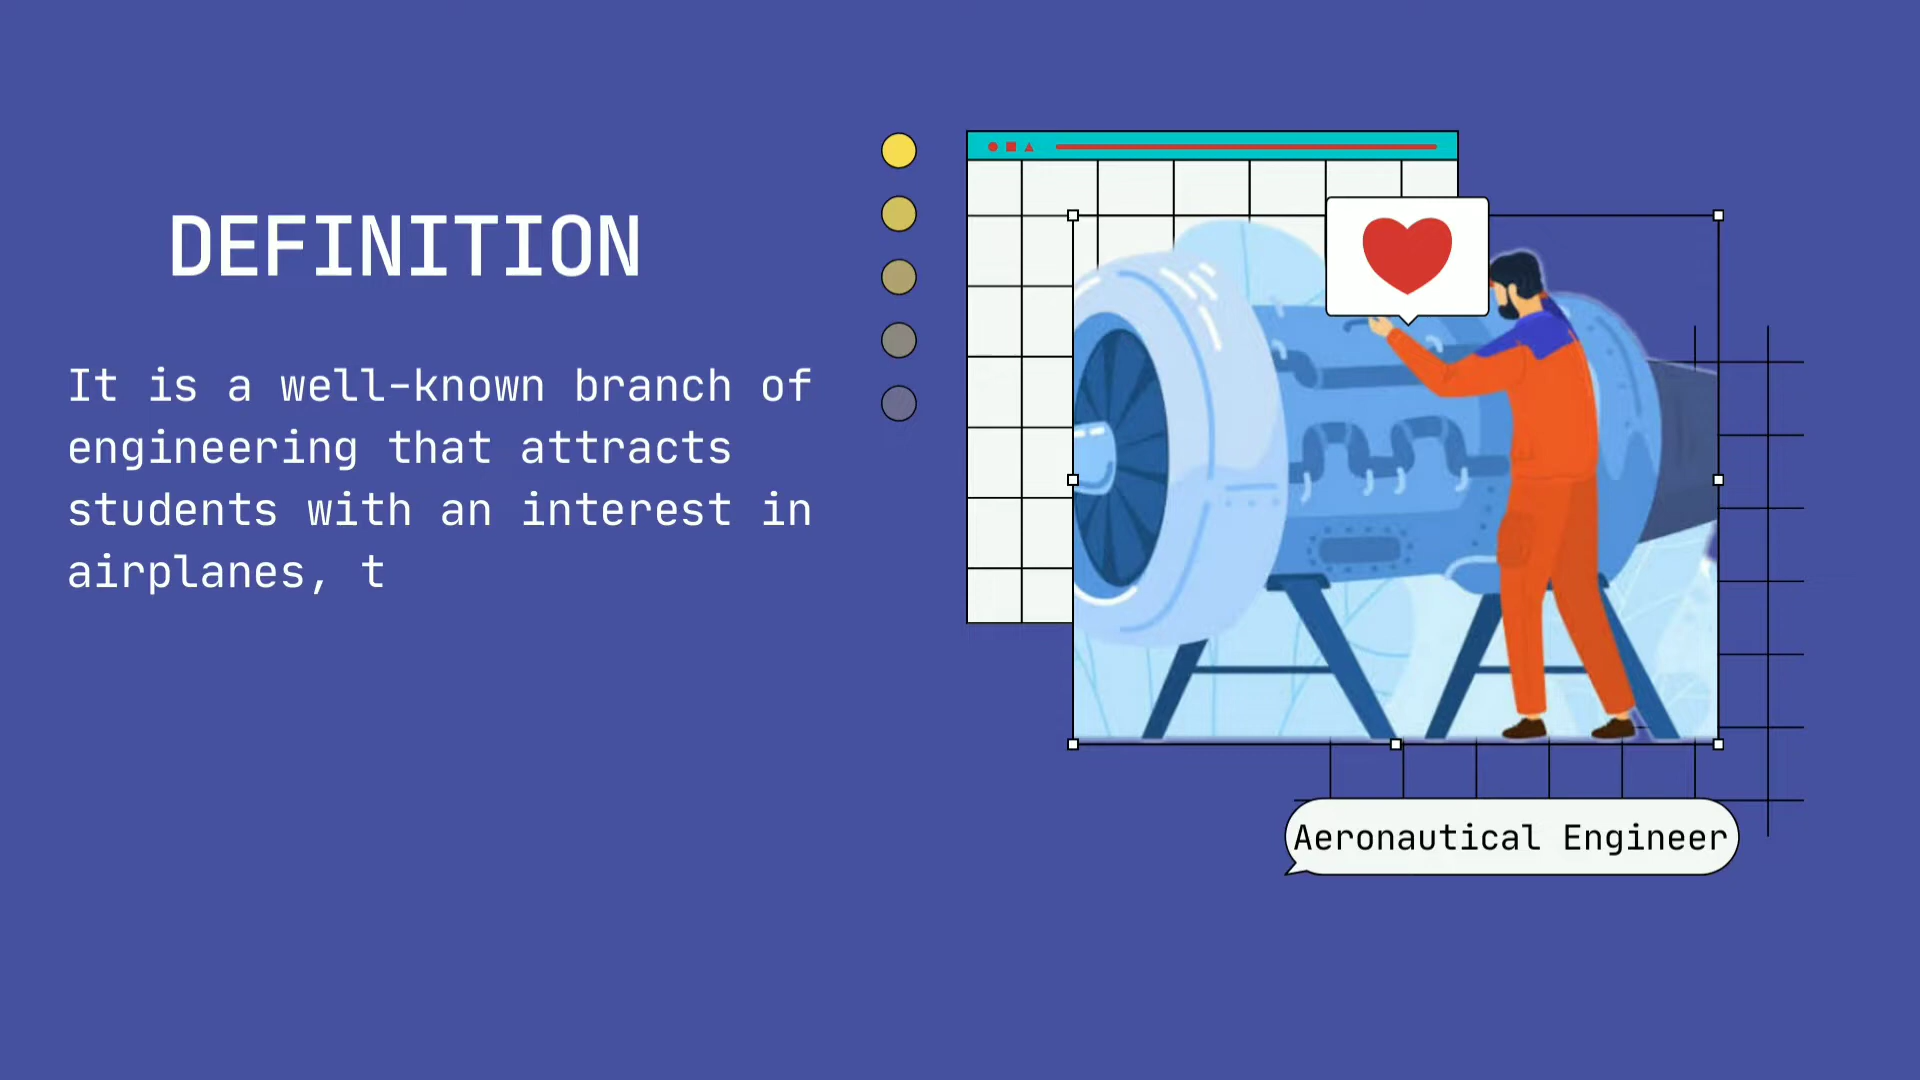 DEFINITION
It is a well-known branch of
engineering that attracts
students with an interest in
airplanes, t
Aeronautical Engineer